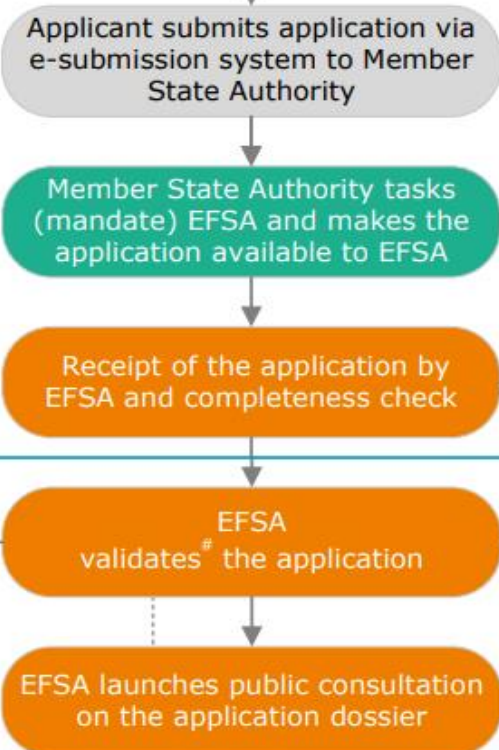 Applicant submits application via
e-submission system to Member
State Authority
Member State Authority tasks
(mandate) EFSA and makes the
application available to EFSA
Receipt of the application by
EFSA and completeness check
EFSA
validates# the application
EFSA launches public consultation
on the application dossier